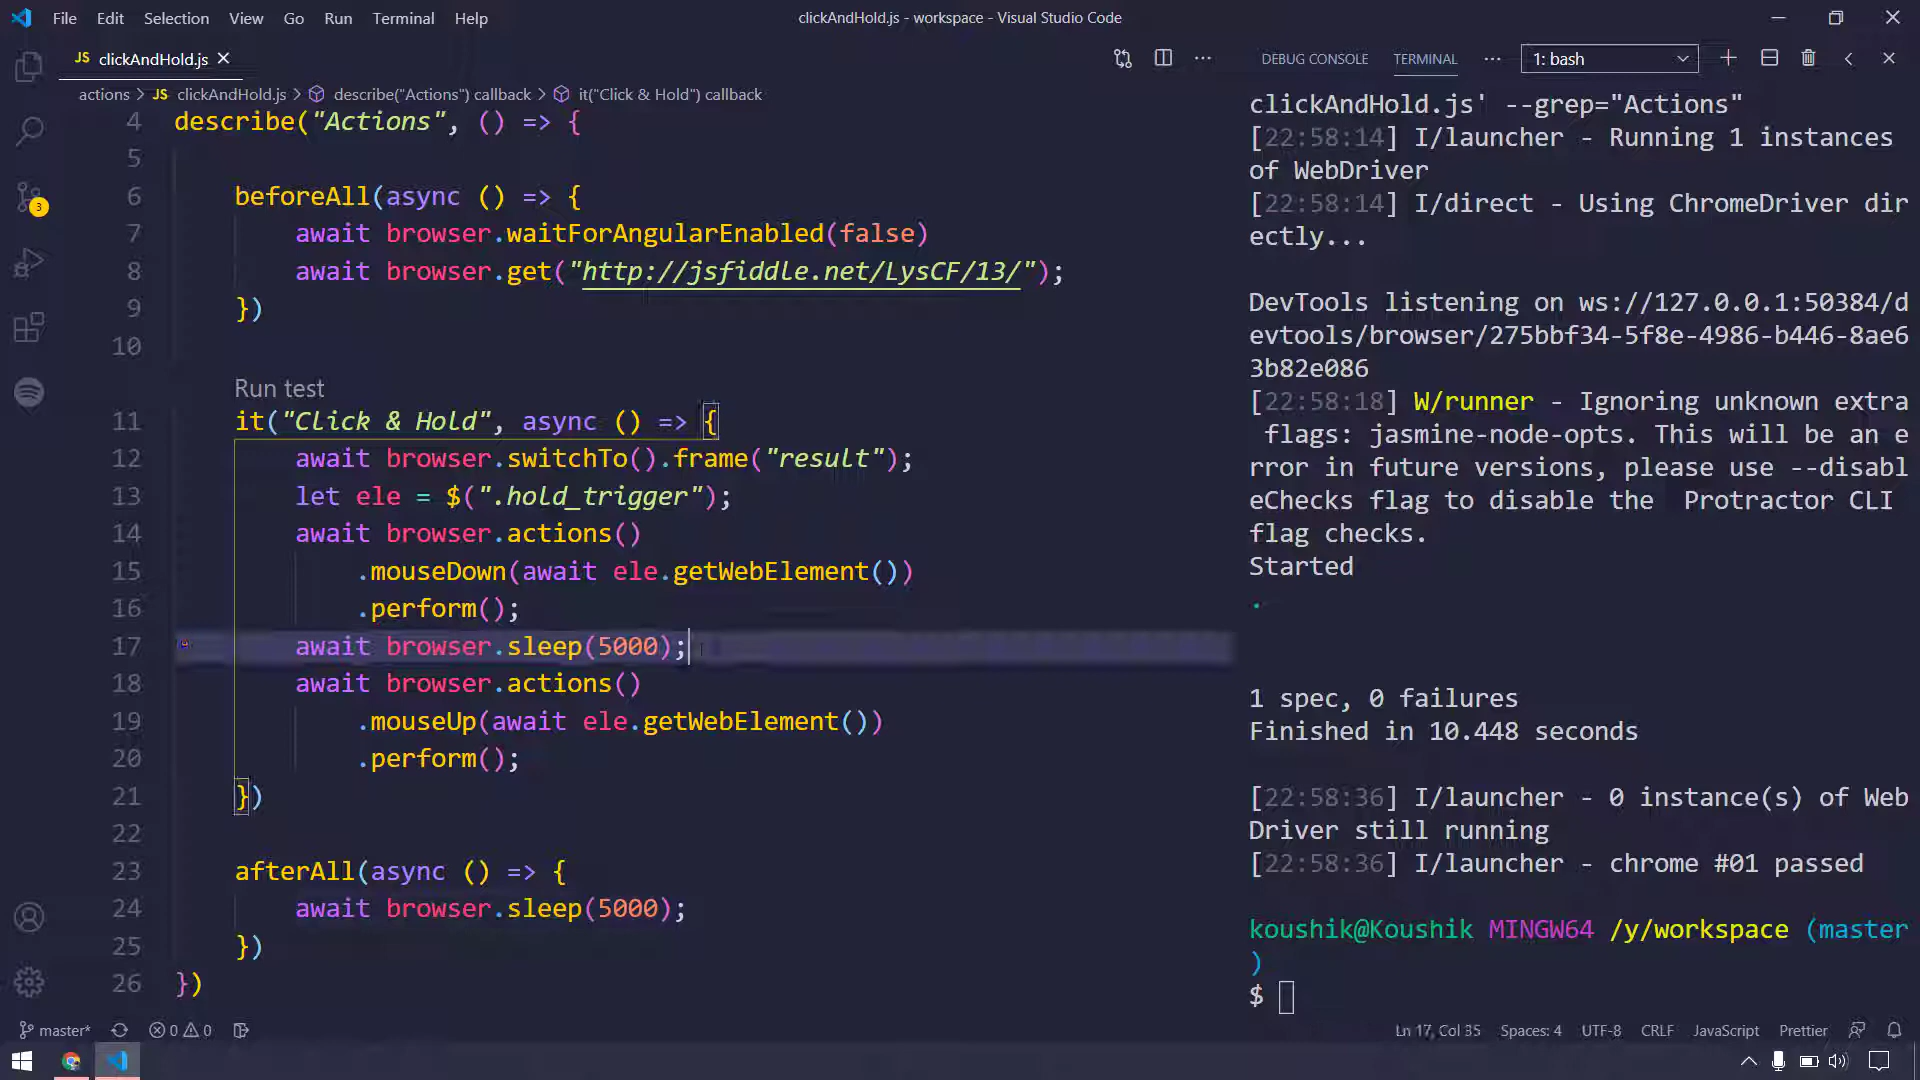 File Edit Selection View Go Run Terminal Help
clickAndHold.js - workspace - Visual Studio Code
JS clickAndHold.js
actions > JS clickAndHold.js > describe("Actions") callback > it("Click & Hold") callback
4 describe("Actions", () => {
5
6 beforeAll(async () => {
7 await browser.waitForAngularEnabled(false)
8 await browser.get("http://jsfiddle.net/LysCF/13/");
9 })
10
Run test
11 it("Click & Hold", async () => {
12 await browser.switchTo().frame("result");
13 let ele = $(".hold_trigger");
14 await browser.actions()
15 .mouseDown(await ele.getWebElement())
16 .perform();
17 await browser.sleep(5000);
18 await browser.actions()
19 .mouseUp(await ele.getWebElement())
20 .perform();
21 })
22
23 afterAll(async () => {
24 await browser.sleep(5000);
25 })
26 })
DEBUG CONSOLE TERMINAL ··· 1: bash
clickAndHold.js' --grep="Actions"
[22:58:14] I/launcher - Running 1 instances
of WebDriver
[22:58:14] I/direct - Using ChromeDriver dir
ectly...
DevTools listening on ws://127.0.0.1:50384/d
evtools/browser/275bbf34-5f8e-4986-b446-8ae6
3b82e086
[22:58:18] W/runner - Ignoring unknown extra
flags: jasmine-node-opts. This will be an e
rror in future versions, please use --disabl
eChecks flag to disable the  Protractor CLI
flag checks.
Started
.
1 spec, 0 failures
Finished in 10.448 seconds
[22:58:36] I/launcher - 0 instance(s) of Web
Driver still running
[22:58:36] I/launcher - chrome #01 passed
koushik@Koushik MINGW64 /y/workspace (master
)
$
3
master* 0 0
Ln 17, Col 35 Spaces: 4 UTF-8 CRLF JavaScript Prettier